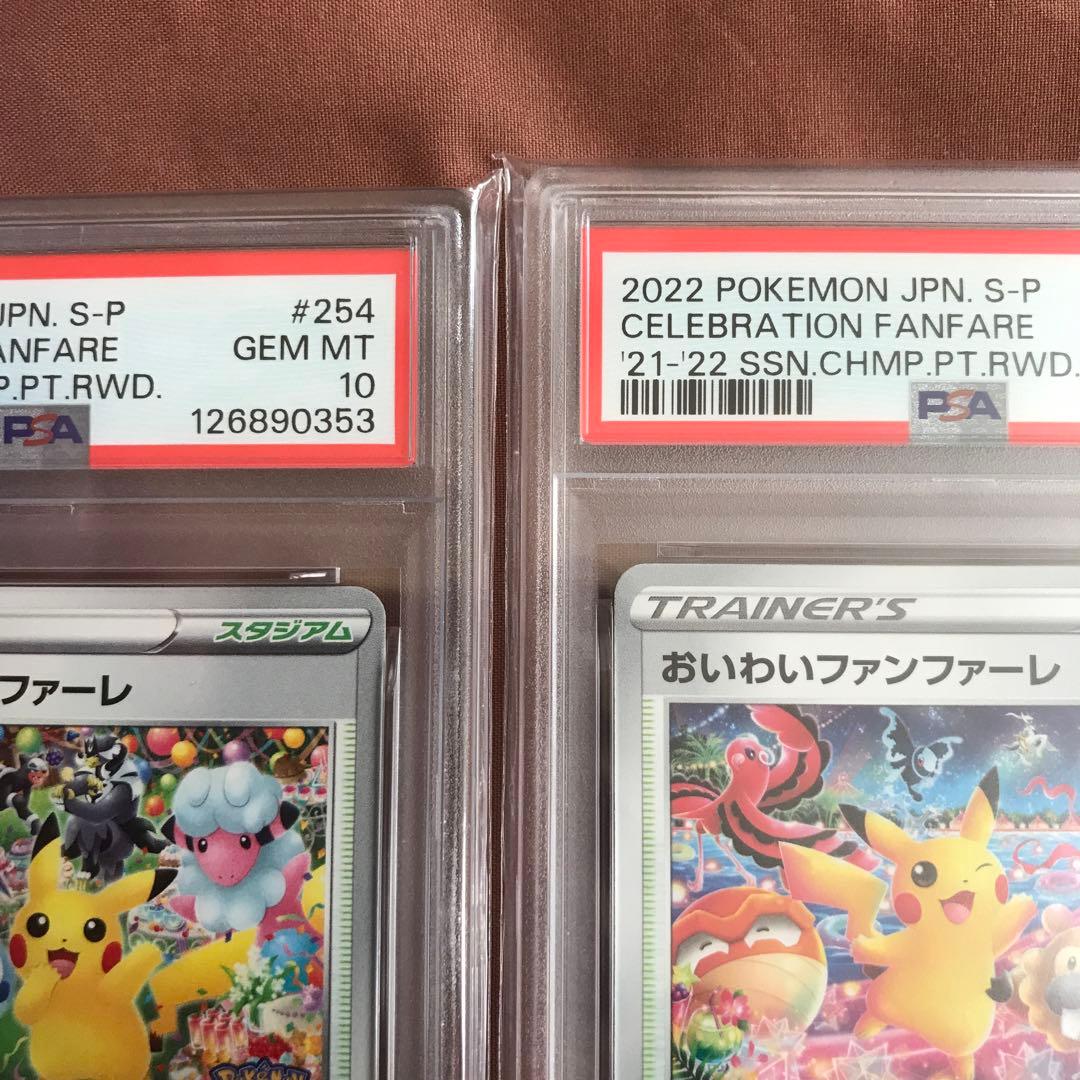 JPN. S-P #254
ANFARE GEM MT
P.PT.RWD. 10
PSA 126890353
スタジアム
ファーレ
Pokémon
2022 POKEMON JPN. S-P
CELEBRATION FANFARE
'21-'22 SSN.CHMP.PT.RWD.
PSA
TRAINER'S
おいわいファンファーレ